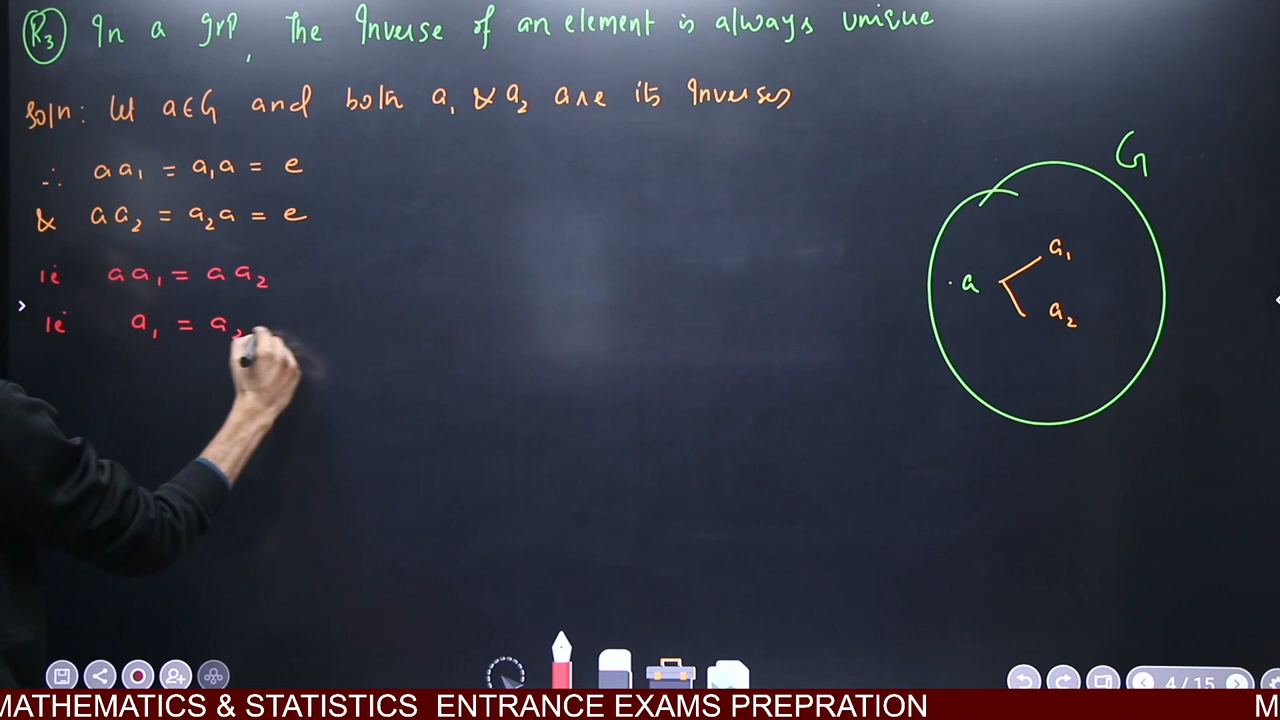 R3 In a grp, The Inverse of an element is always unique
Soln: Let a∈G and both a₁ & a₂ are its Inverses
∴ aa₁ = a₁a = e
& aa₂ = a₂a = e
ie aa₁ = aa₂
ie a₁ = a₂
G
a₁
.a
a₂
4/15
MATHEMATICS & STATISTICS ENTRANCE EXAMS PREPRATION M